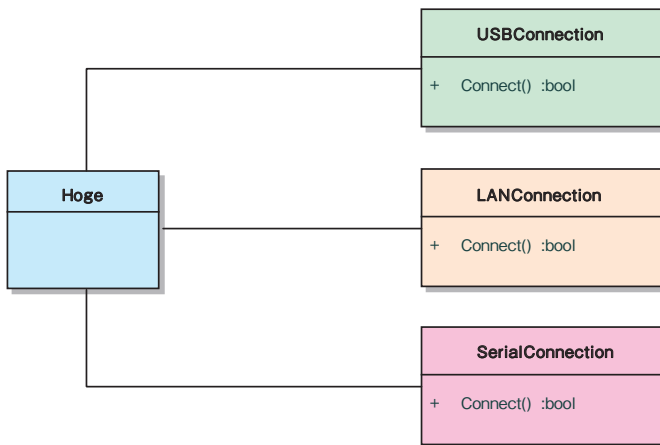 USBConnection
+ Connect() :bool
Hoge
LANConnection
+ Connect() :bool
SerialConnection
+ Connect() :bool